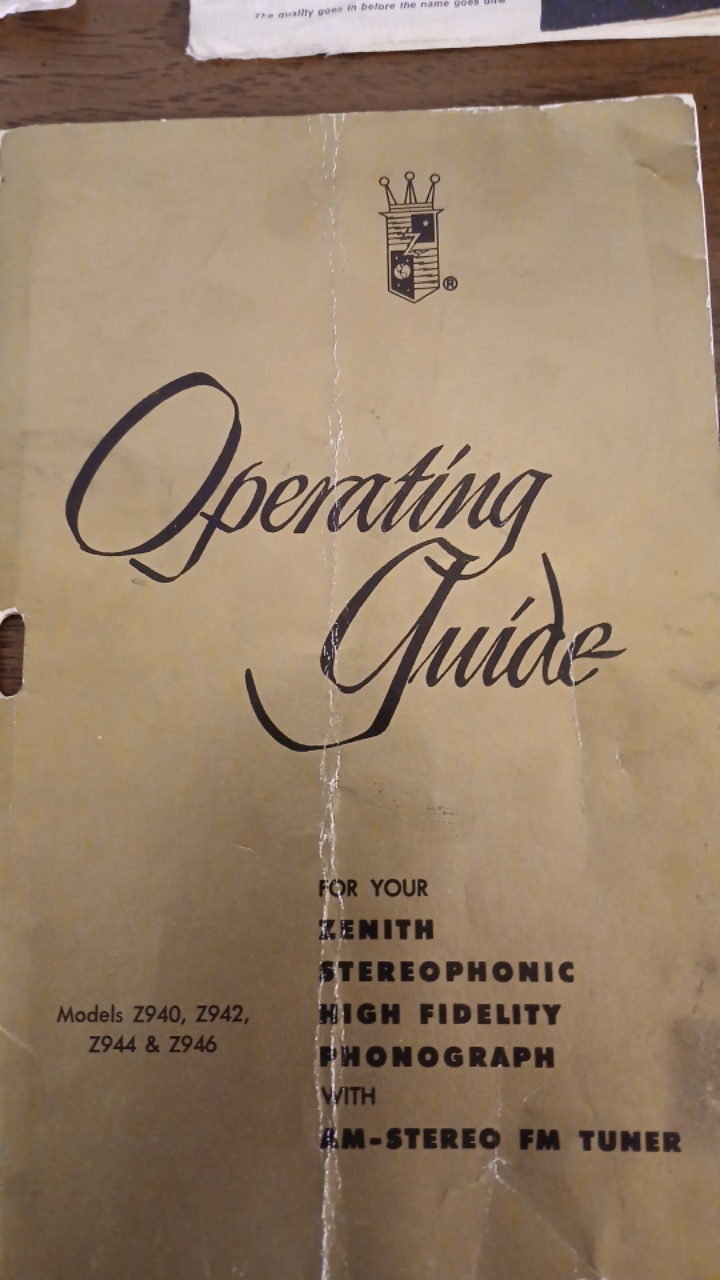 The quality goes in before the name goes on®
®
Operating
Guide
FOR YOUR
ZENITH
STEREOPHONIC
HIGH FIDELITY
PHONOGRAPH
WITH
AM-STEREO FM TUNER
Models Z940, Z942,
Z944 & Z946